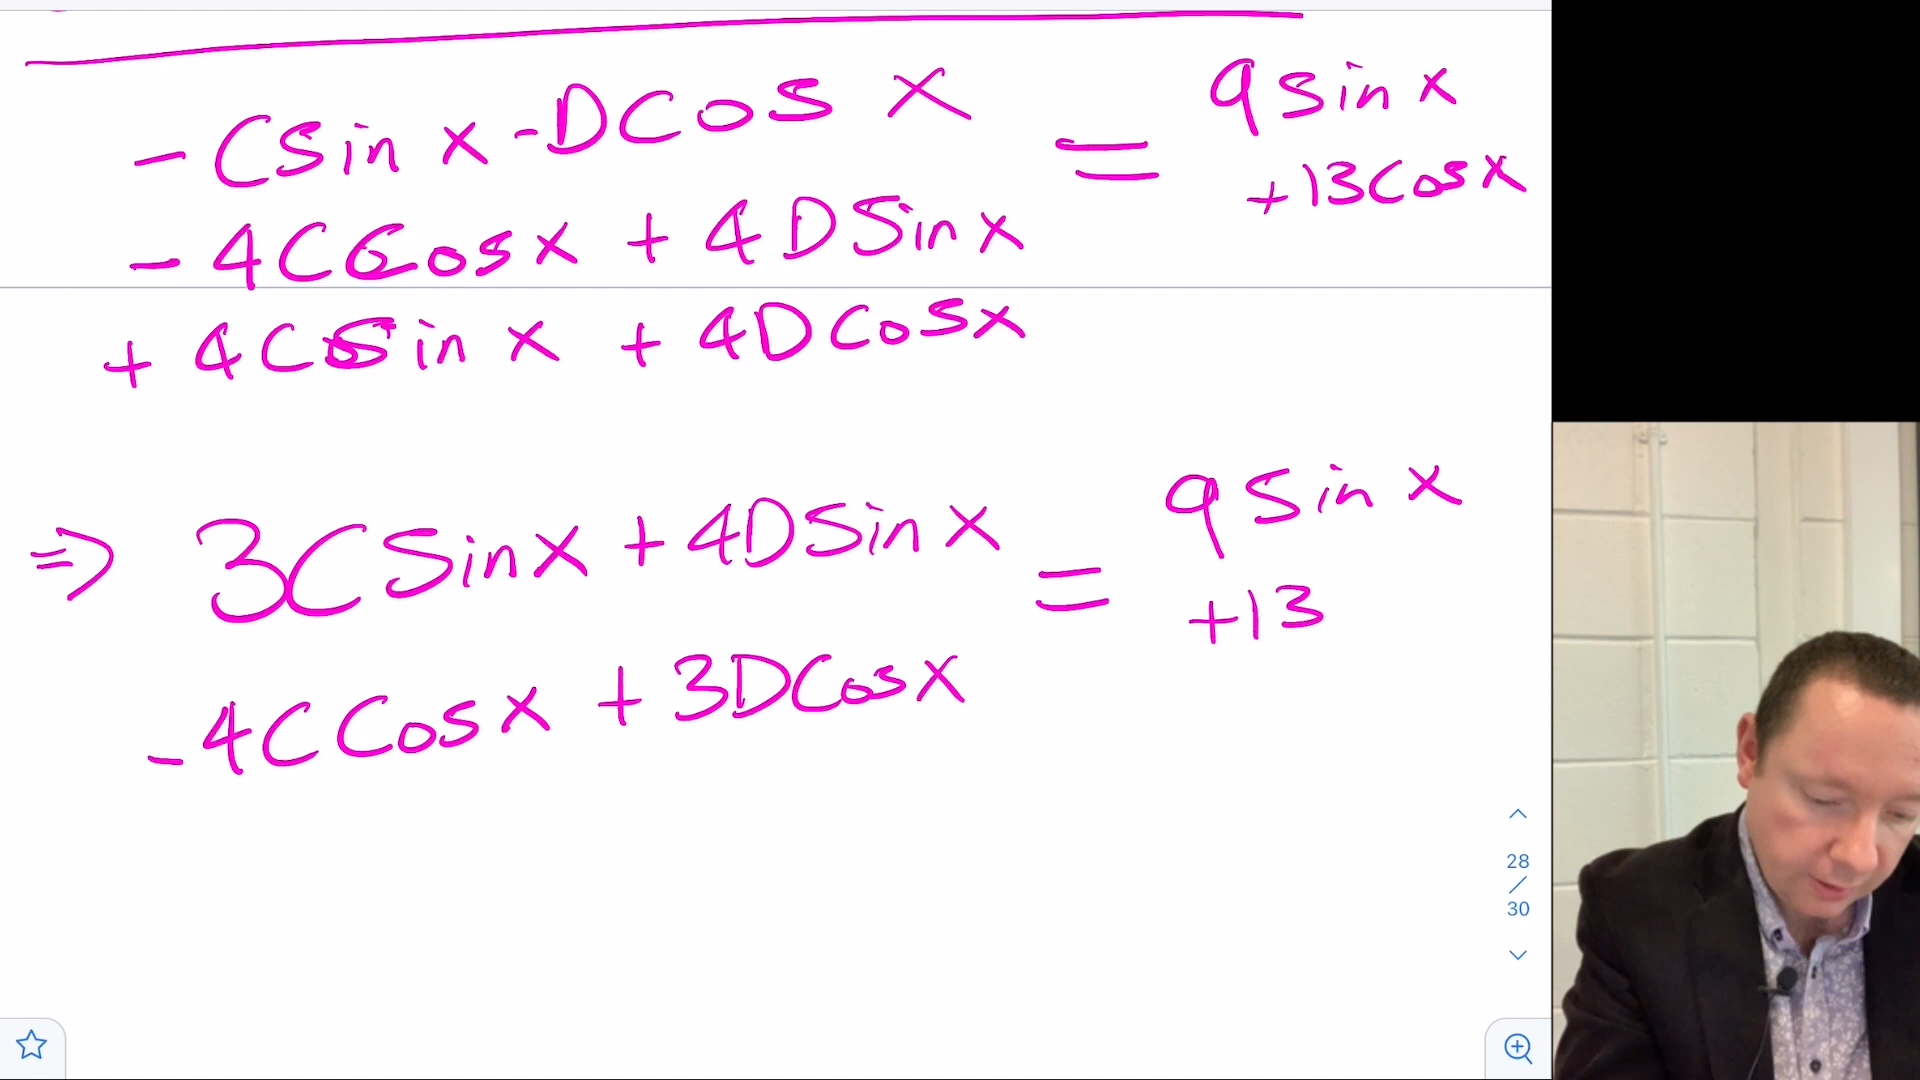 - C Sin x - D Cos x = 9 Sin x
+ 13 Cos x
- 4C Cos x + 4D Sin x
+ 4C Sin x + 4D Cos x
⇒ 3C Sin x + 4D Sin x = 9 Sin x
+ 13
- 4C Cos x + 3D Cos x
28
/
30